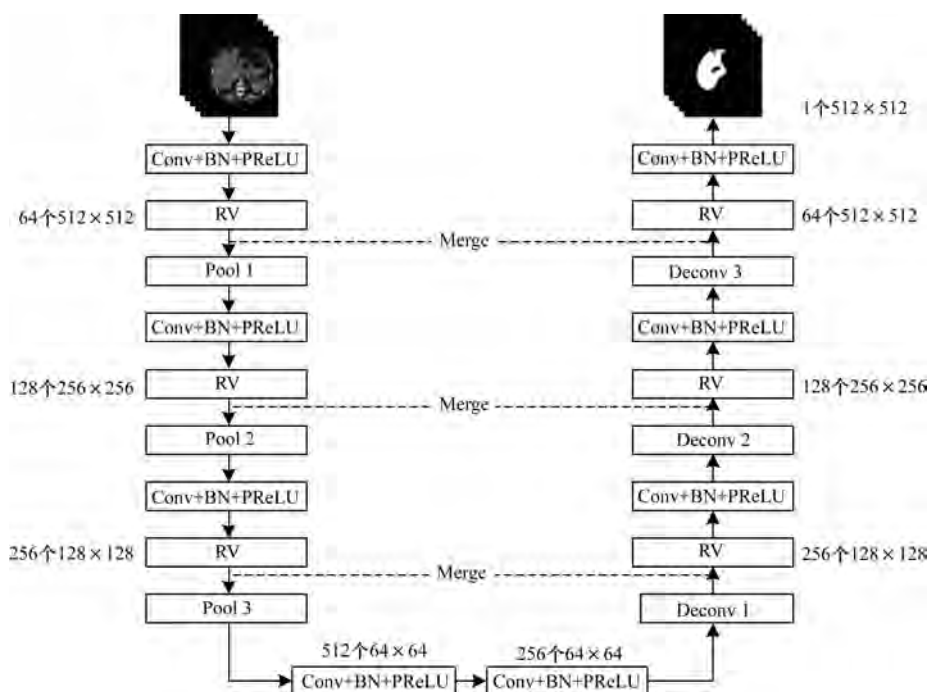 1个512×512
Conv+BN+PReLU
Conv+BN+PReLU
64个512×512
RV
RV
64个512×512
Merge
Pool 1
Deconv 3
Conv+BN+PReLU
Conv+BN+PReLU
128个256×256
RV
RV
128个256×256
Merge
Pool 2
Deconv 2
Conv+BN+PReLU
Conv+BN+PReLU
256个128×128
RV
RV
256个128×128
Merge
Pool 3
Deconv 1
512个64×64
256个64×64
Conv+BN+PReLU
Conv+BN+PReLU